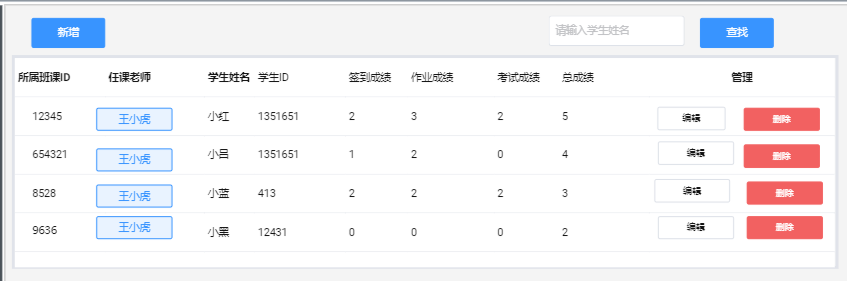 新增 请输入学生姓名 查找
所属班课ID 任课老师 学生姓名 学生ID 签到成绩 作业成绩 考试成绩 总成绩 管理
12345 王小虎 小红 1351651 2 3 2 5 编辑 删除
654321 王小虎 小吕 1351651 1 2 0 4 编辑 删除
8528 王小虎 小蓝 413 2 2 2 3 编辑 删除
9636 王小虎 小黑 12431 0 0 0 2 编辑 删除